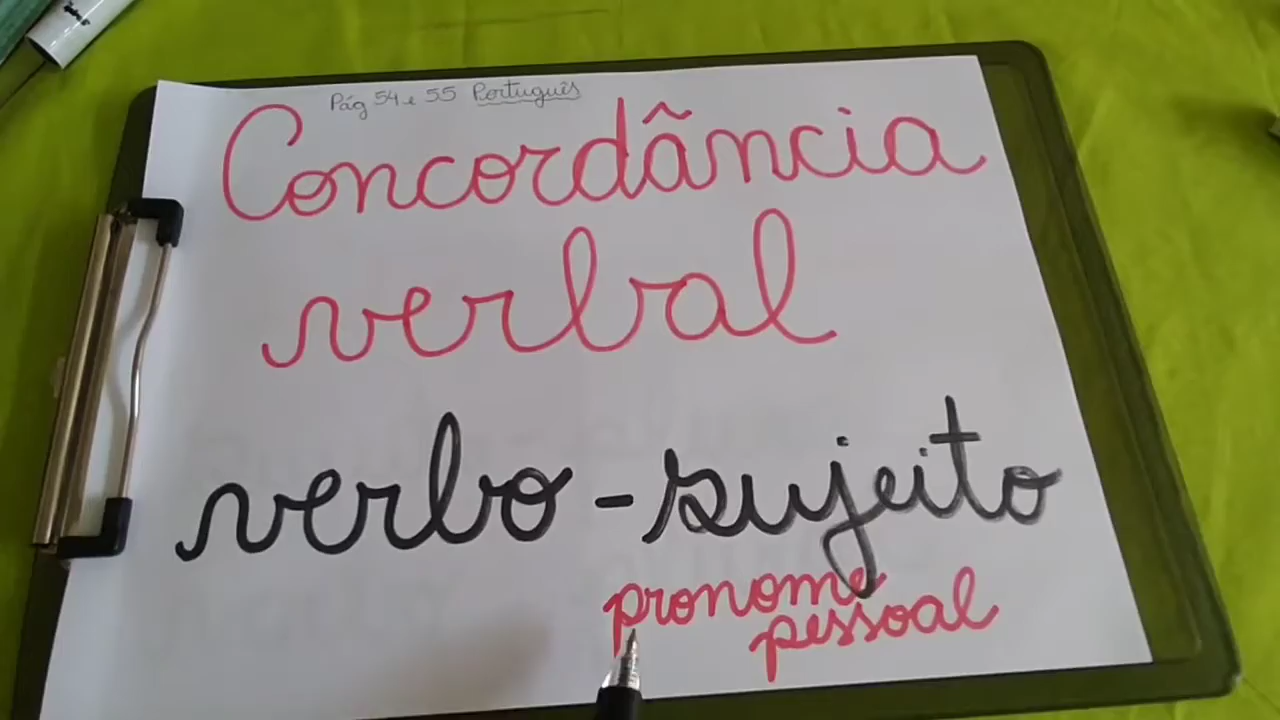 Pág 54 e 55 Português
Concordância
verbal
verbo - sujeito
pronome
pessoal